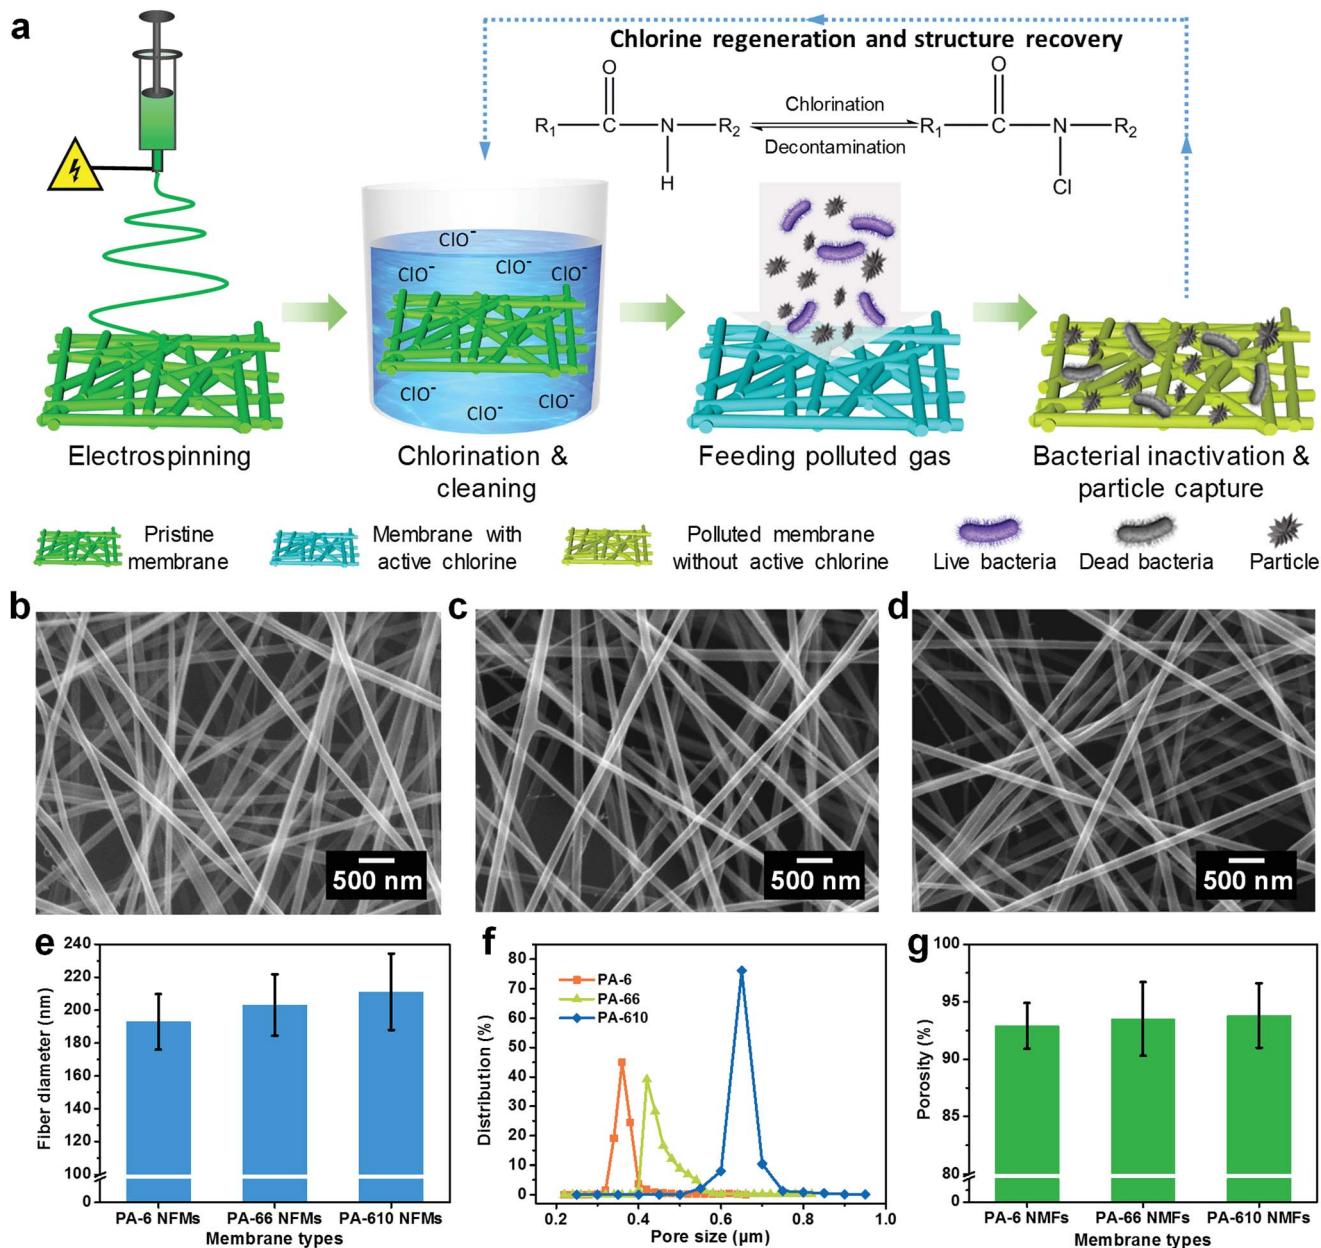 a
Chlorine regeneration and structure recovery
O
R1 C N R2
H
Chlorination
Decontamination
O
R1 C N R2
Cl
ClO-
ClO- ClO- ClO-
ClO- ClO- ClO-
Electrospinning
Chlorination &
cleaning
Feeding polluted gas
Bacterial inactivation &
particle capture
Pristine
membrane
Membrane with
active chlorine
Polluted membrane
without active chlorine
Live bacteria
Dead bacteria
Particle
b
500 nm
c
500 nm
d
500 nm
e
Fiber diameter (nm)
240
220
200
180
160
140
120
100
0
PA-6 NFMs PA-66 NFMs PA-610 NFMs
Membrane types
f
Distribution (%)
80
70
60
50
40
30
20
10
0
PA-6
PA-66
PA-610
0.2 0.4 0.6 0.8 1.0
Pore size (μm)
g
Porosity (%)
100
95
90
85
80
0
PA-6 NMFs PA-66 NMFs PA-610 NMFs
Membrane types